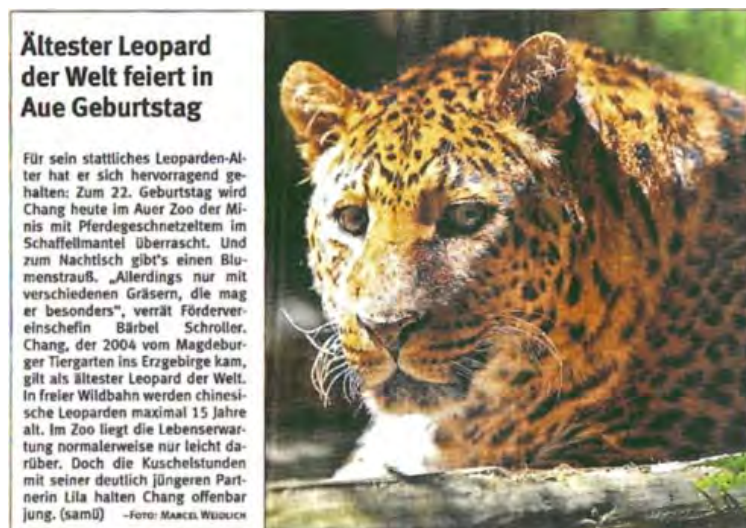 Ältester Leopard
der Welt feiert in
Aue Geburtstag
Für sein stattliches Leoparden-Al-
ter hat er sich hervorragend ge-
halten: Zum 22. Geburtstag wird
Chang heute im Auer Zoo der Mi-
nis mit Pferdegeschnetzeltem im
Schaffellmantel überrascht. Und
zum Nachtisch gibt's einen Blu-
menstrauß. „Allerdings nur mit
verschiedenen Gräsern, die mag
er besonders", verrät Förderver-
einschefin Bärbel Schroller.
Chang, der 2004 vom Magdebur-
ger Tiergarten ins Erzgebirge kam,
gilt als ältester Leopard der Welt.
In freier Wildbahn werden chinesi-
sche Leoparden maximal 15 Jahre
alt. Im Zoo liegt die Lebenserwar-
tung normalerweise nur leicht da-
rüber. Doch die Kuschelstunden
mit seiner deutlich jüngeren Part-
nerin Lila halten Chang offenbar
jung. (samü) –FOTO: MARCEL WEIDLICH